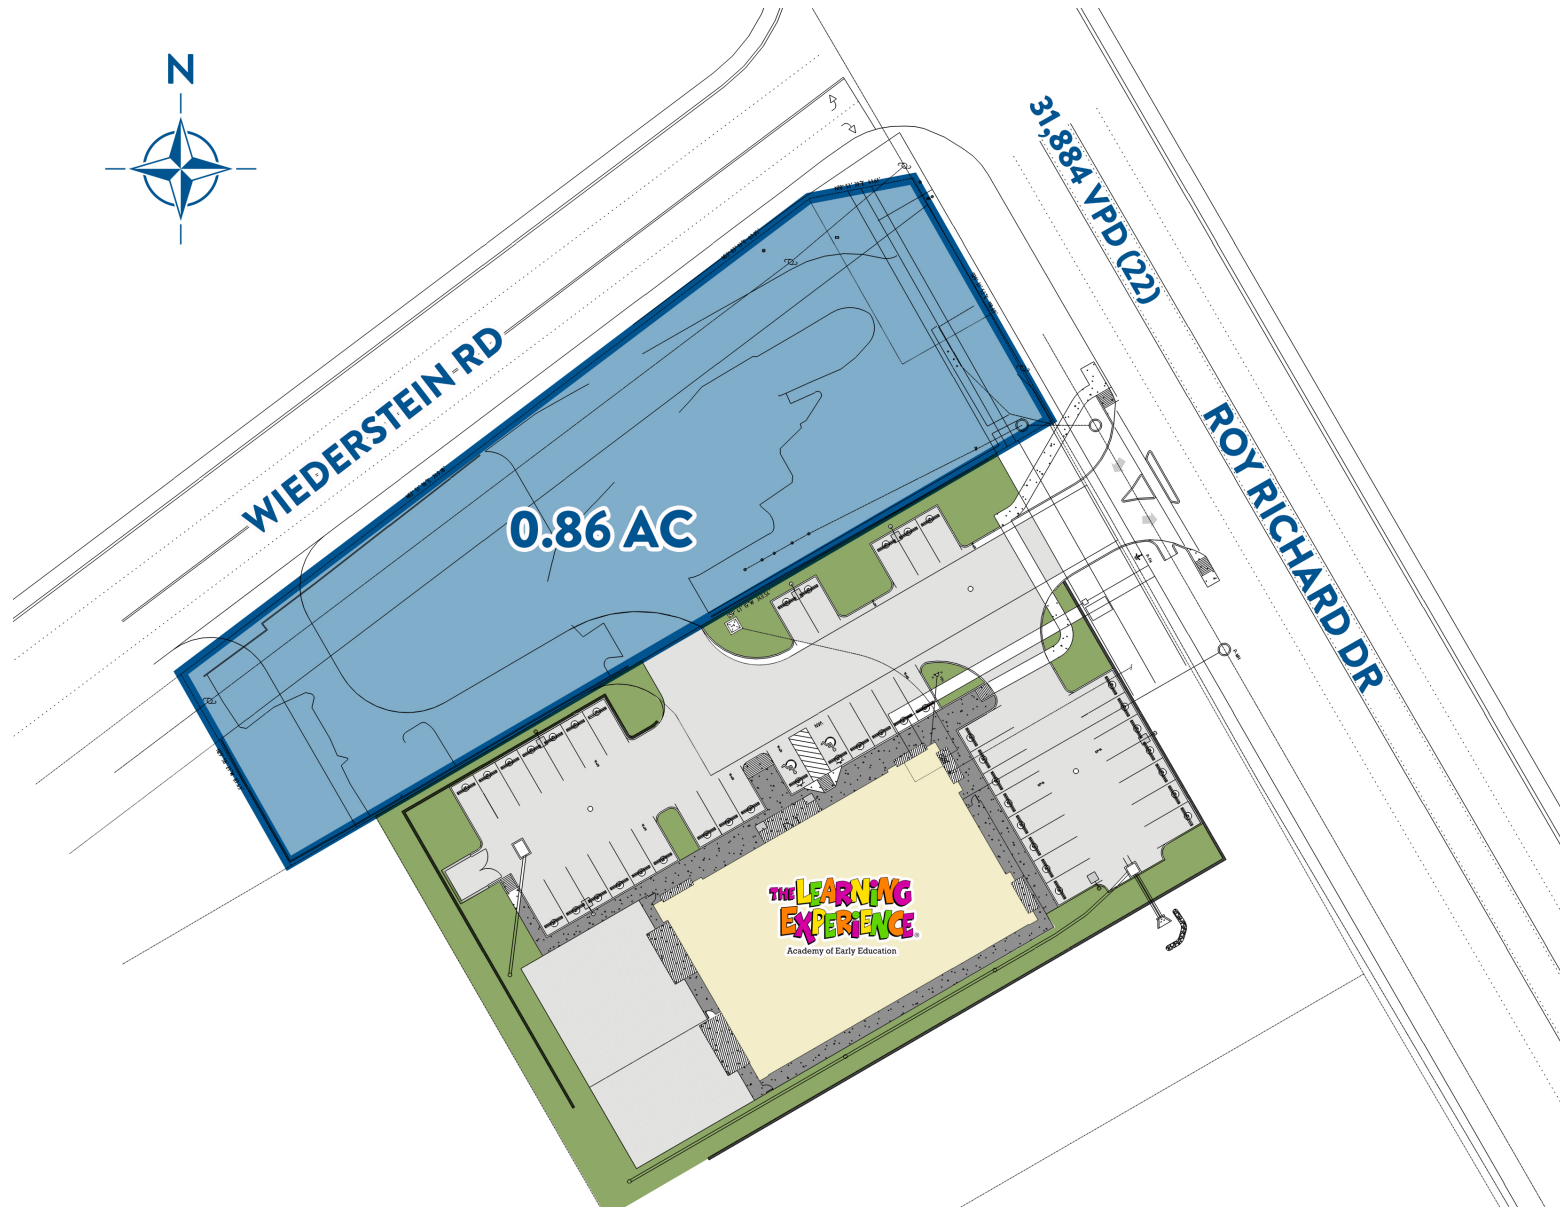 N
31,884 VPD (22)
WIEDERSTEIN RD
ROY RICHARD DR
0.86 AC
THE LEARNING
EXPERIENCE®
Academy of Early Education